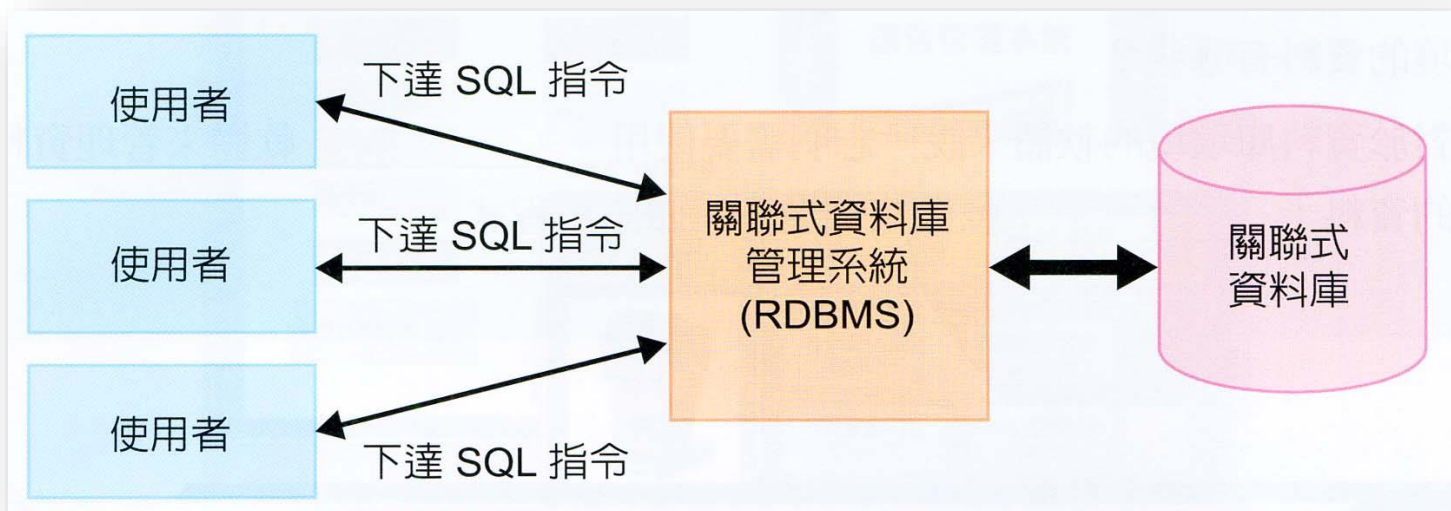 使用者
下達 SQL 指令
使用者
下達 SQL 指令
使用者
下達 SQL 指令
關聯式資料庫
管理系統
(RDBMS)
關聯式
資料庫